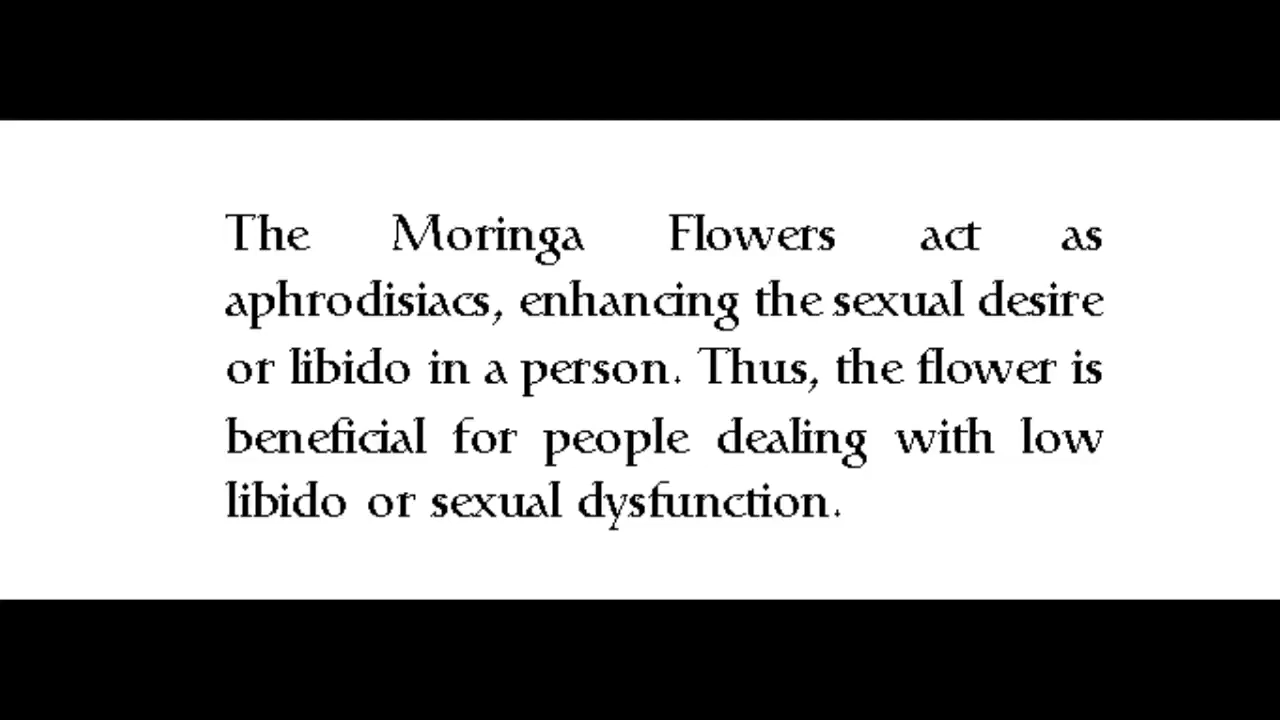 The Moringa Flowers act as
aphrodisiacs, enhancing the sexual desire
or libido in a person. Thus, the flower is
beneficial for people dealing with low
libido or sexual dysfunction.